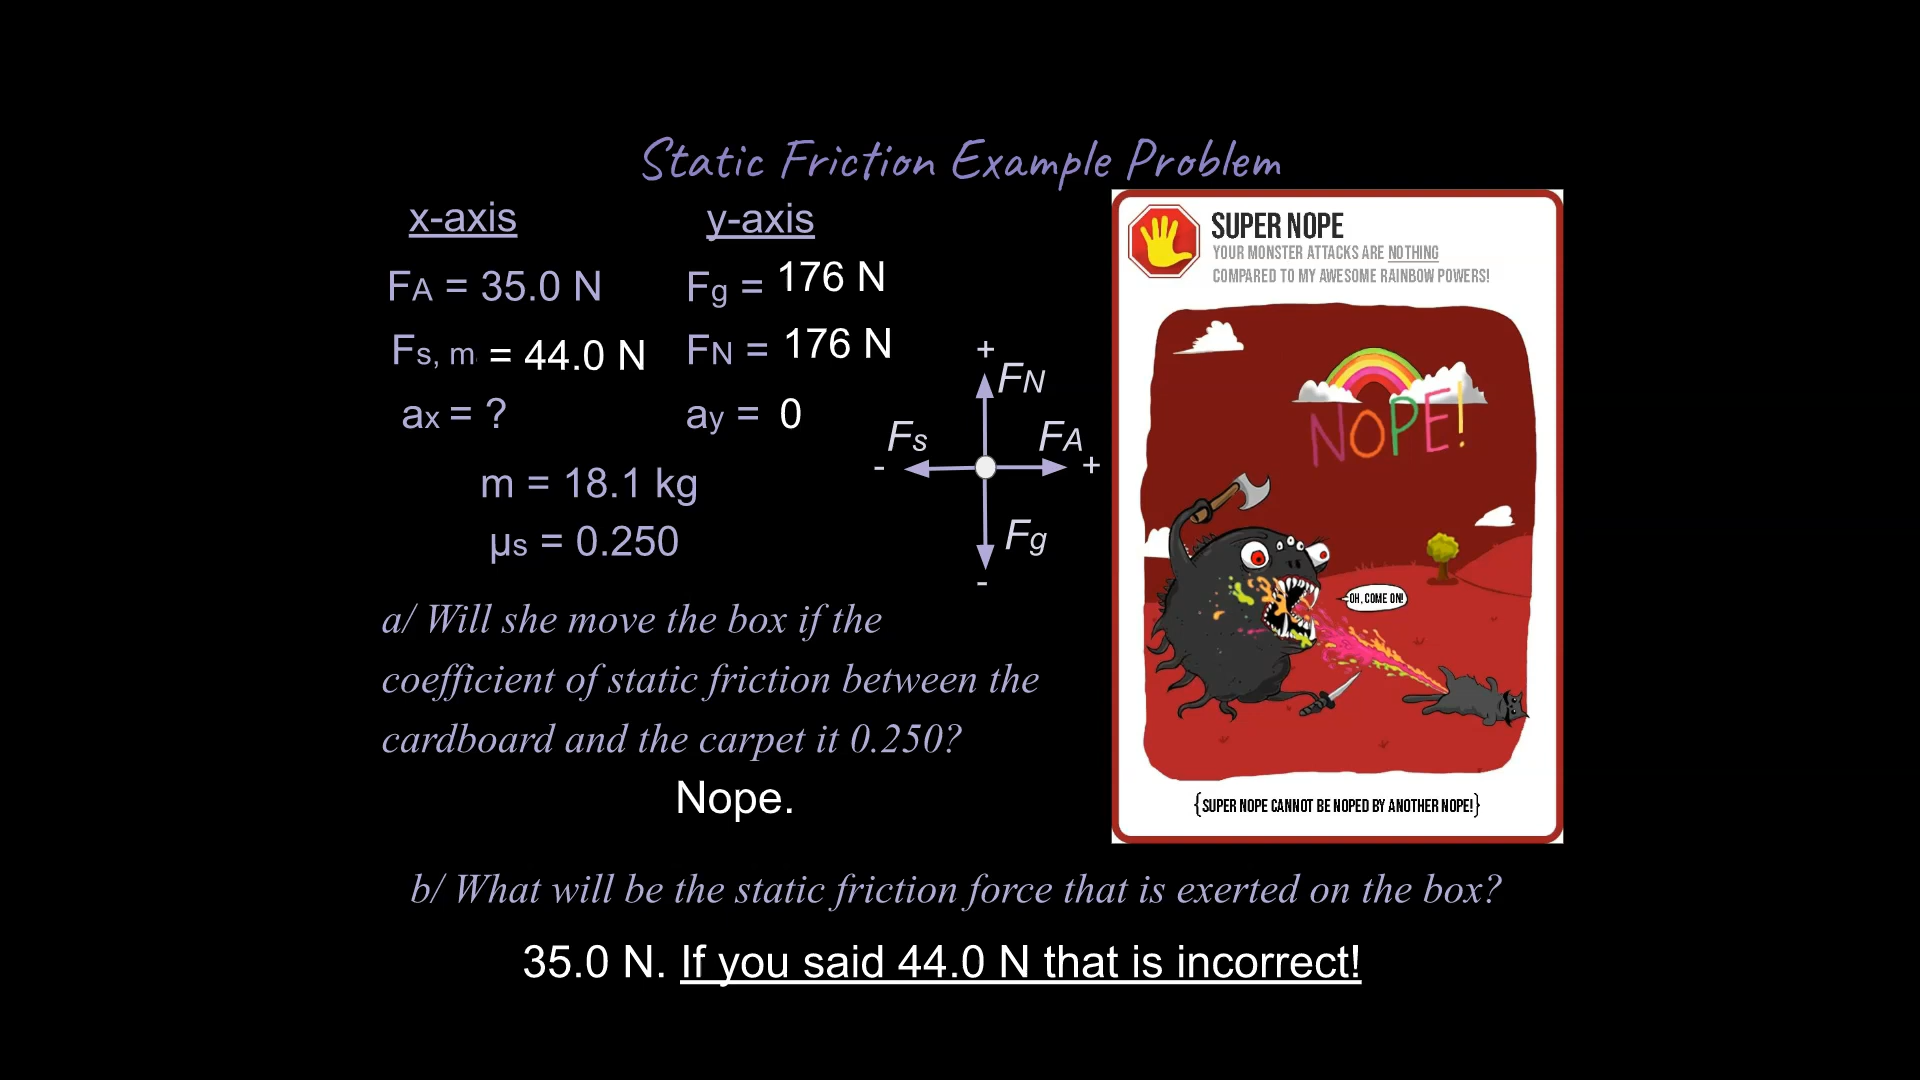 Static Friction Example Problem
x-axis
y-axis
FA = 35.0 N
Fg = 176 N
Fs, m = 44.0 N
FN = 176 N
ax = ?
ay = 0
m = 18.1 kg
µs = 0.250
+
FN
Fs
FA
-
+
Fg
-
a/ Will she move the box if the
coefficient of static friction between the
cardboard and the carpet it 0.250?
Nope.
SUPER NOPE
YOUR MONSTER ATTACKS ARE NOTHING
COMPARED TO MY AWESOME RAINBOW POWERS!
NOPE!
OH, COME ON!
{SUPER NOPE CANNOT BE NOPED BY ANOTHER NOPE!}
b/ What will be the static friction force that is exerted on the box?
35.0 N. If you said 44.0 N that is incorrect!